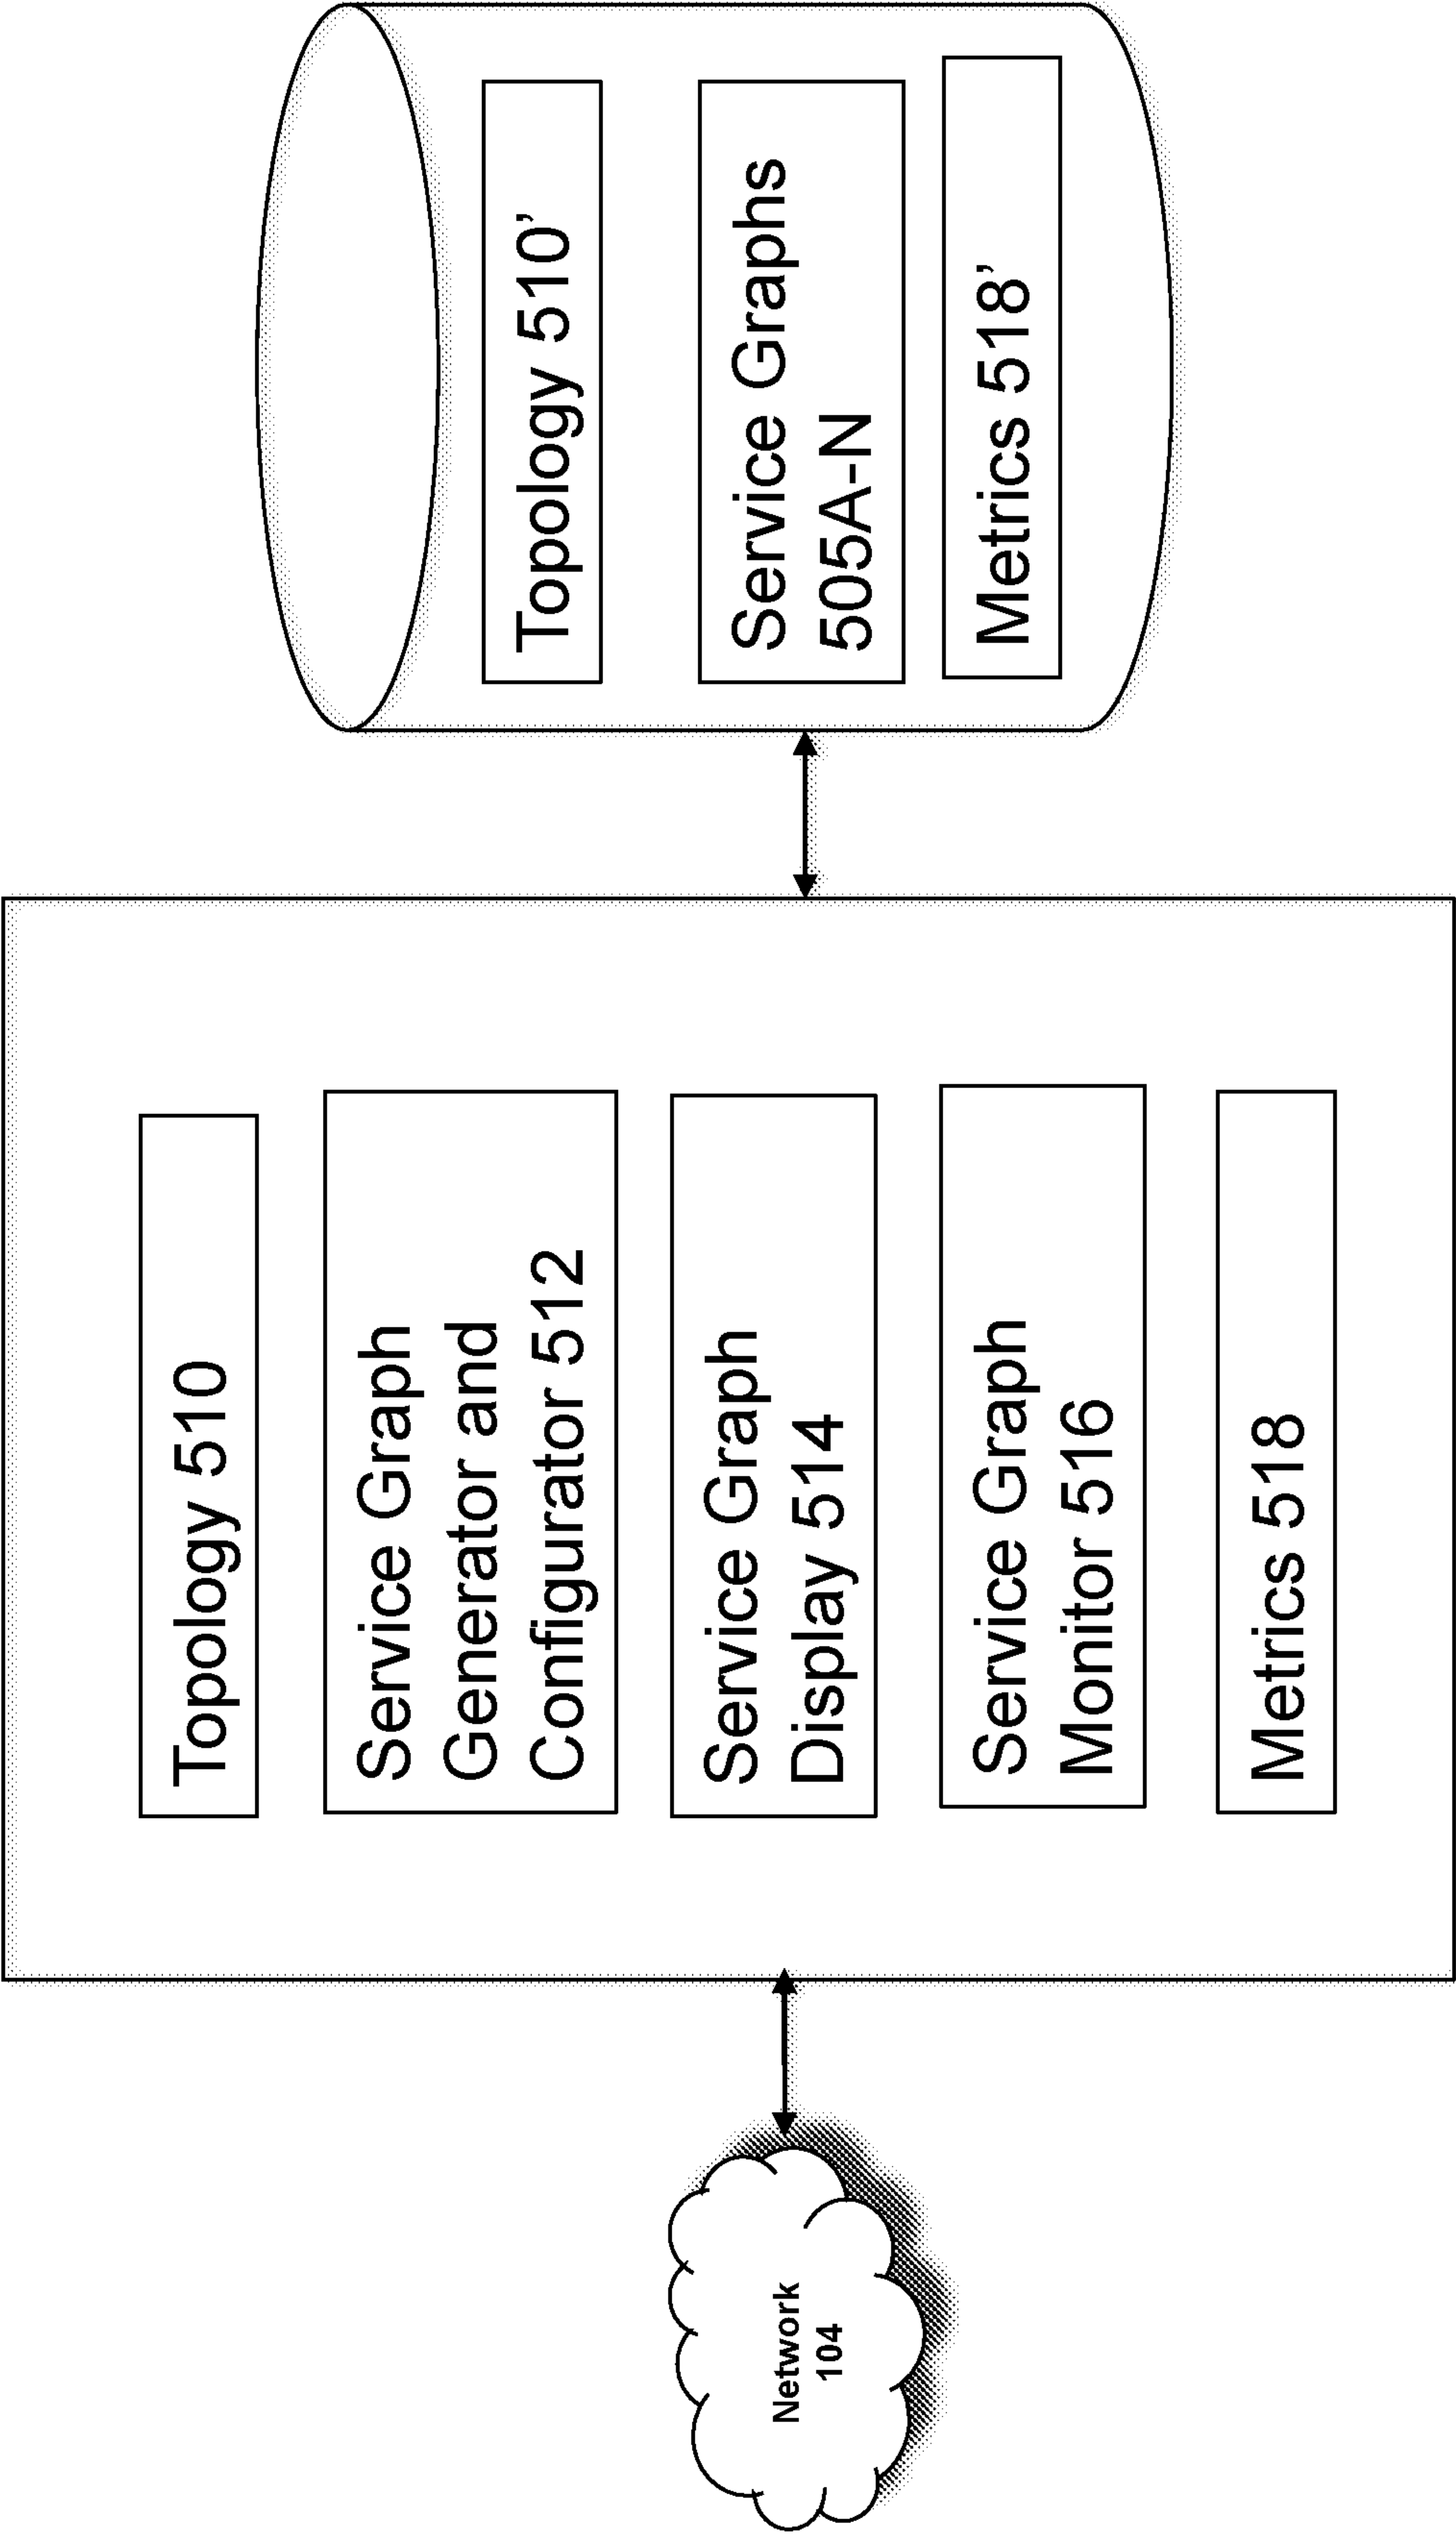 Network
104
Topology 510
Service Graph
Generator and
Configurator 512
Service Graph
Display 514
Service Graph
Monitor 516
Metrics 518
Topology 510’
Service Graphs
505A-N
Metrics 518’